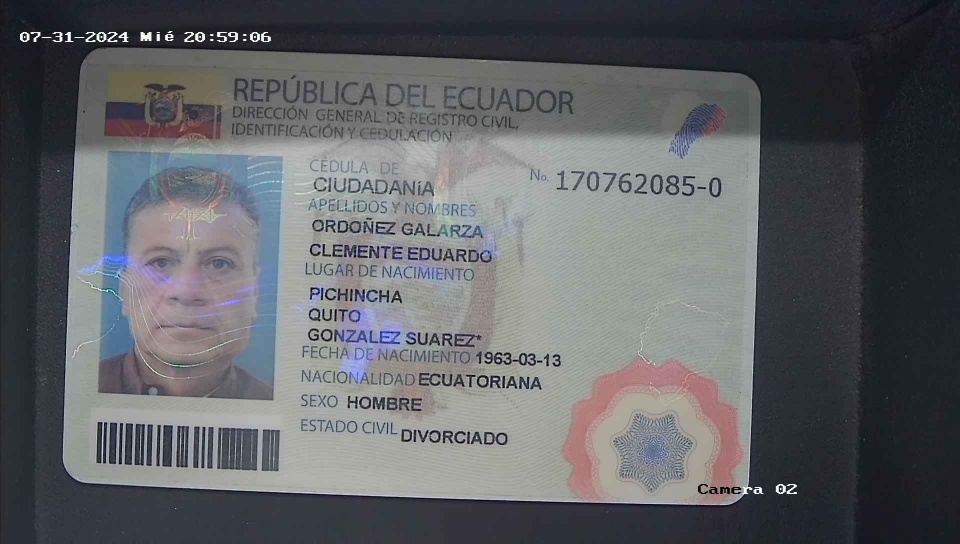 07-31-2024 Mié 20:59:06
REPÚBLICA DEL ECUADOR
DIRECCIÓN GENERAL DE REGISTRO CIVIL,
IDENTIFICACIÓN Y CEDULACIÓN
CÉDULA DE
CIUDADANÍA
No. 170762085-0
APELLIDOS Y NOMBRES
ORDOÑEZ GALARZA
CLEMENTE EDUARDO
LUGAR DE NACIMIENTO
PICHINCHA
QUITO
GONZALEZ SUAREZ*
FECHA DE NACIMIENTO 1963-03-13
NACIONALIDAD ECUATORIANA
SEXO HOMBRE
ESTADO CIVIL DIVORCIADO
Camera 02